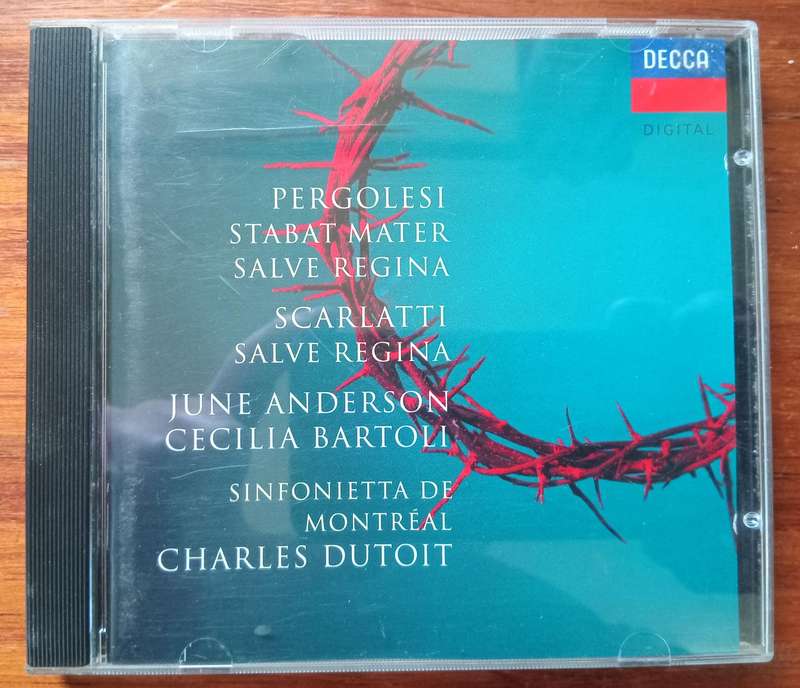 DECCA
DIGITAL
PERGOLESI
STABAT MATER
SALVE REGINA
SCARLATTI
SALVE REGINA
JUNE ANDERSON
CECILIA BARTOLI
SINFONIETTA DE
MONTRÉAL
CHARLES DUTOIT